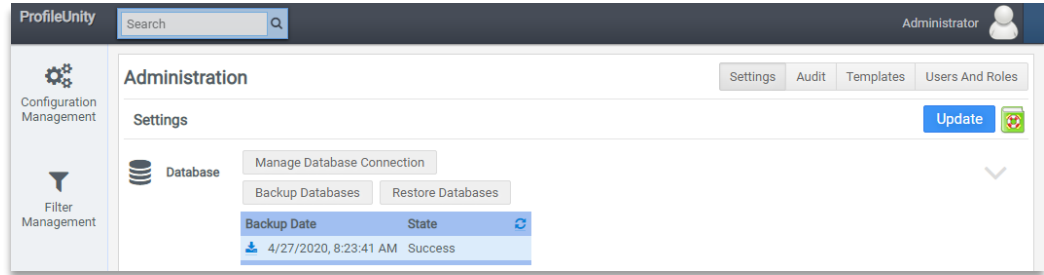 ProfileUnity
Search
Administrator
Configuration
Management
Administration
Settings Audit Templates Users And Roles
Settings
Update
Database
Manage Database Connection
Backup Databases Restore Databases
Filter
Management
Backup Date State
4/27/2020, 8:23:41 AM Success